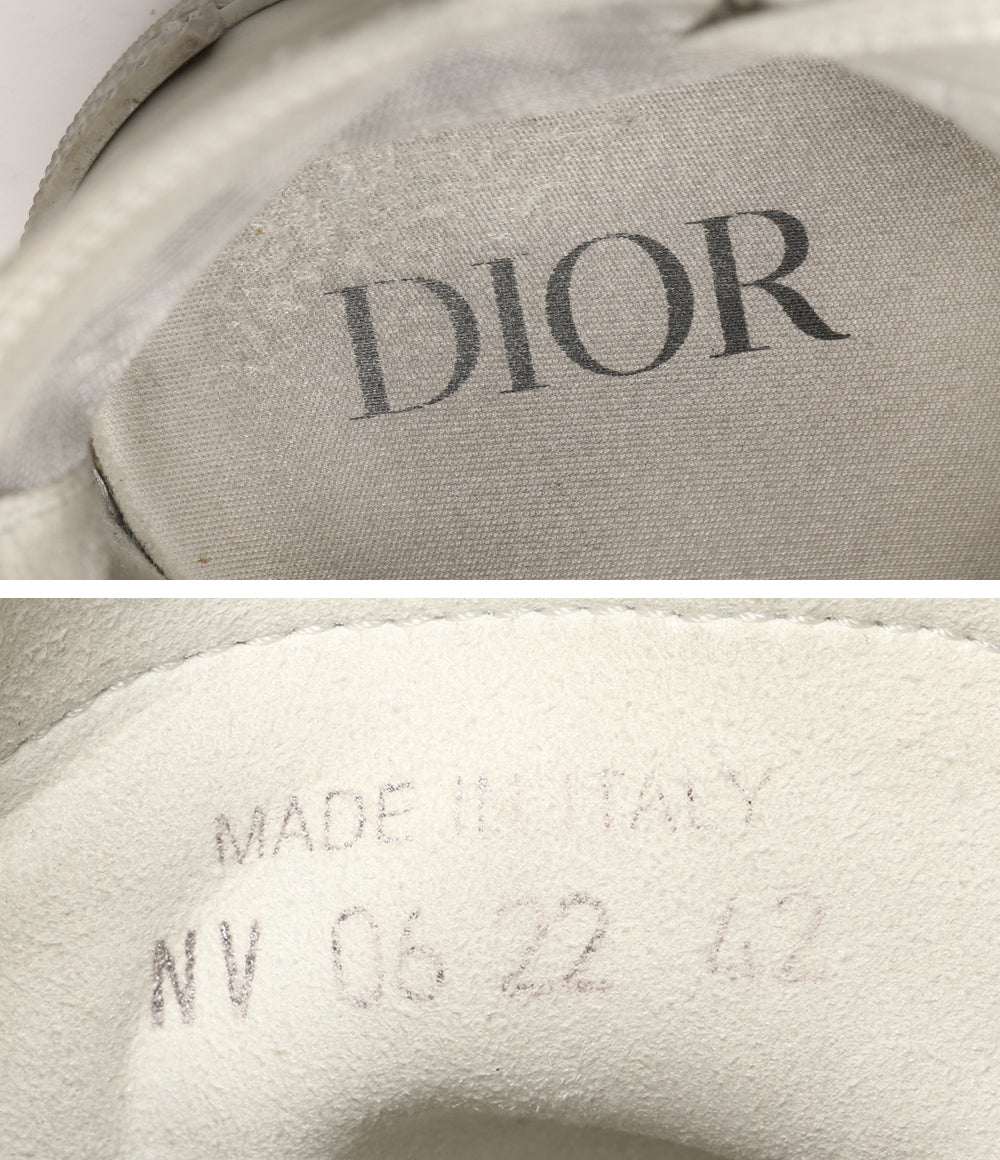 DIOR
MADE IN ITALY
NV 06 22 42